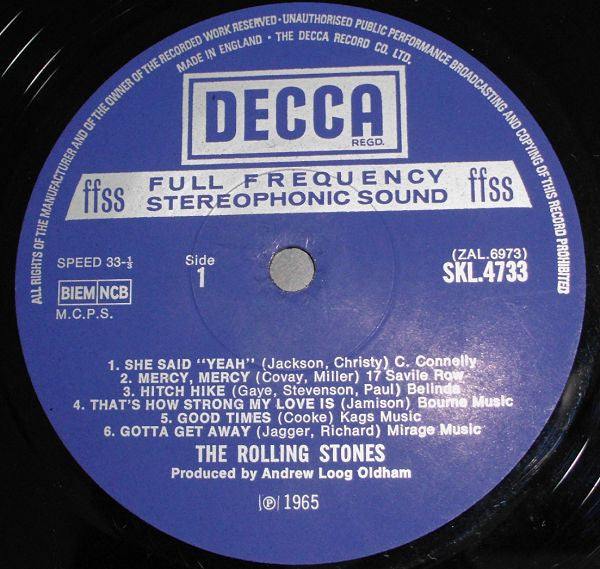 ALL RIGHTS OF THE MANUFACTURER AND OF THE OWNER OF THE RECORDED WORK RESERVED · UNAUTHORISED PUBLIC PERFORMANCE BROADCASTING AND COPYING OF THIS RECORD PROHIBITED
MADE IN ENGLAND · THE DECCA RECORD CO. LTD.
DECCA
REGD.
ffss FULL FREQUENCY ffss
STEREOPHONIC SOUND
SPEED 33-⅓
Side
1
(ZAL.6973)
SKL.4733
BIEM NCB
M.C.P.S.
1. SHE SAID "YEAH" (Jackson, Christy) C. Connelly
2. MERCY, MERCY (Covay, Miller) 17 Savile Row
3. HITCH HIKE (Gaye, Stevenson, Paul) Belinda
4. THAT'S HOW STRONG MY LOVE IS (Jamison) Bourne Music
5. GOOD TIMES (Cooke) Kags Music
6. GOTTA GET AWAY (Jagger, Richard) Mirage Music
THE ROLLING STONES
Produced by Andrew Loog Oldham
℗ 1965